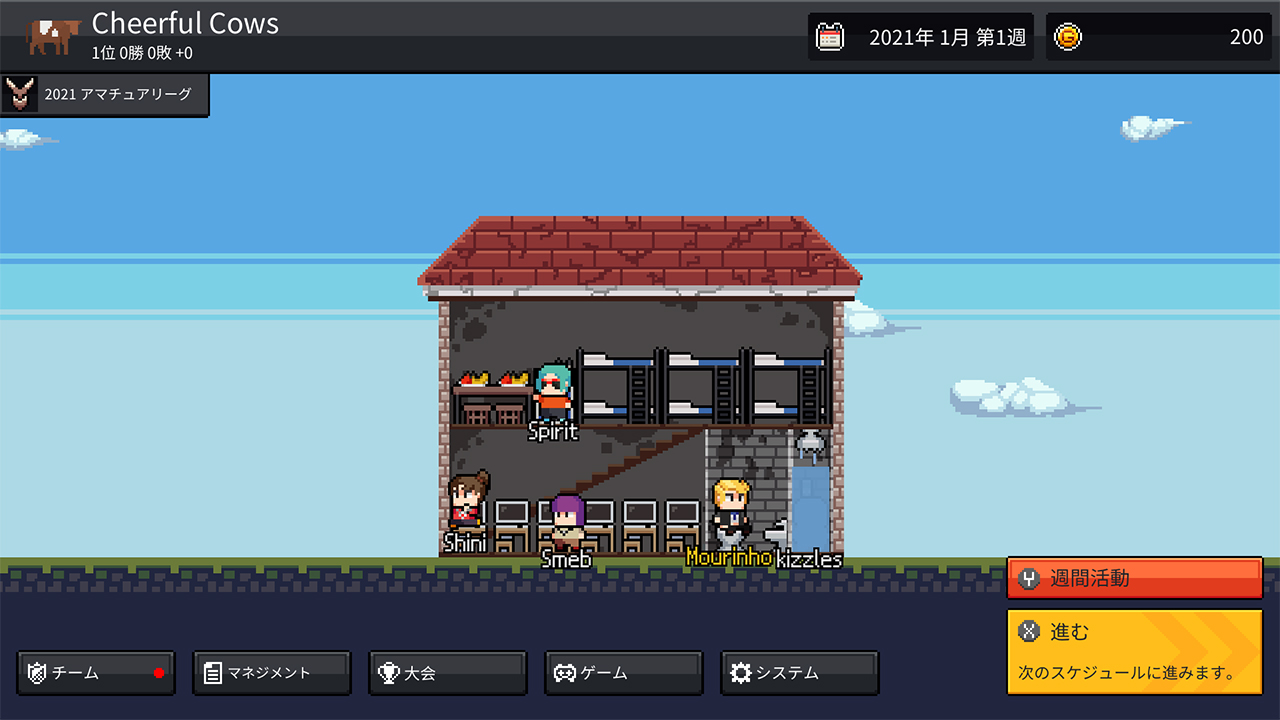 Cheerful Cows
1位 0勝 0敗 +0
2021年 1月 第1週
200
2021 アマチュアリーグ
Spirit
Shini
Smeb
Mourinho
kizzles
Y 週間活動
X 進む
次のスケジュールに進みます。
チーム
マネジメント
大会
ゲーム
システム